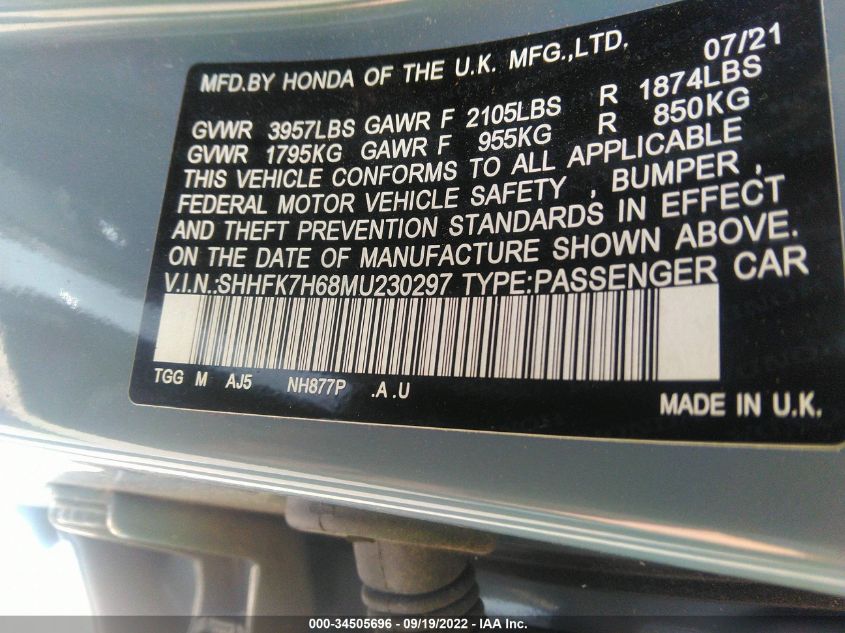 MFD.BY HONDA OF THE U.K. MFG.,LTD. 07/21
GVWR 3957LBS GAWR F 2105LBS R 1874LBS
GVWR 1795KG GAWR F 955KG R 850KG
THIS VEHICLE CONFORMS TO ALL APPLICABLE
FEDERAL MOTOR VEHICLE SAFETY , BUMPER ,
AND THEFT PREVENTION STANDARDS IN EFFECT
ON THE DATE OF MANUFACTURE SHOWN ABOVE.
V.I.N.:SHHFK7H68MU230297 TYPE:PASSENGER CAR
TGG M AJ5 NH877P .A .U
MADE IN U.K.
000-34505696 - 09/19/2022 - IAA Inc.